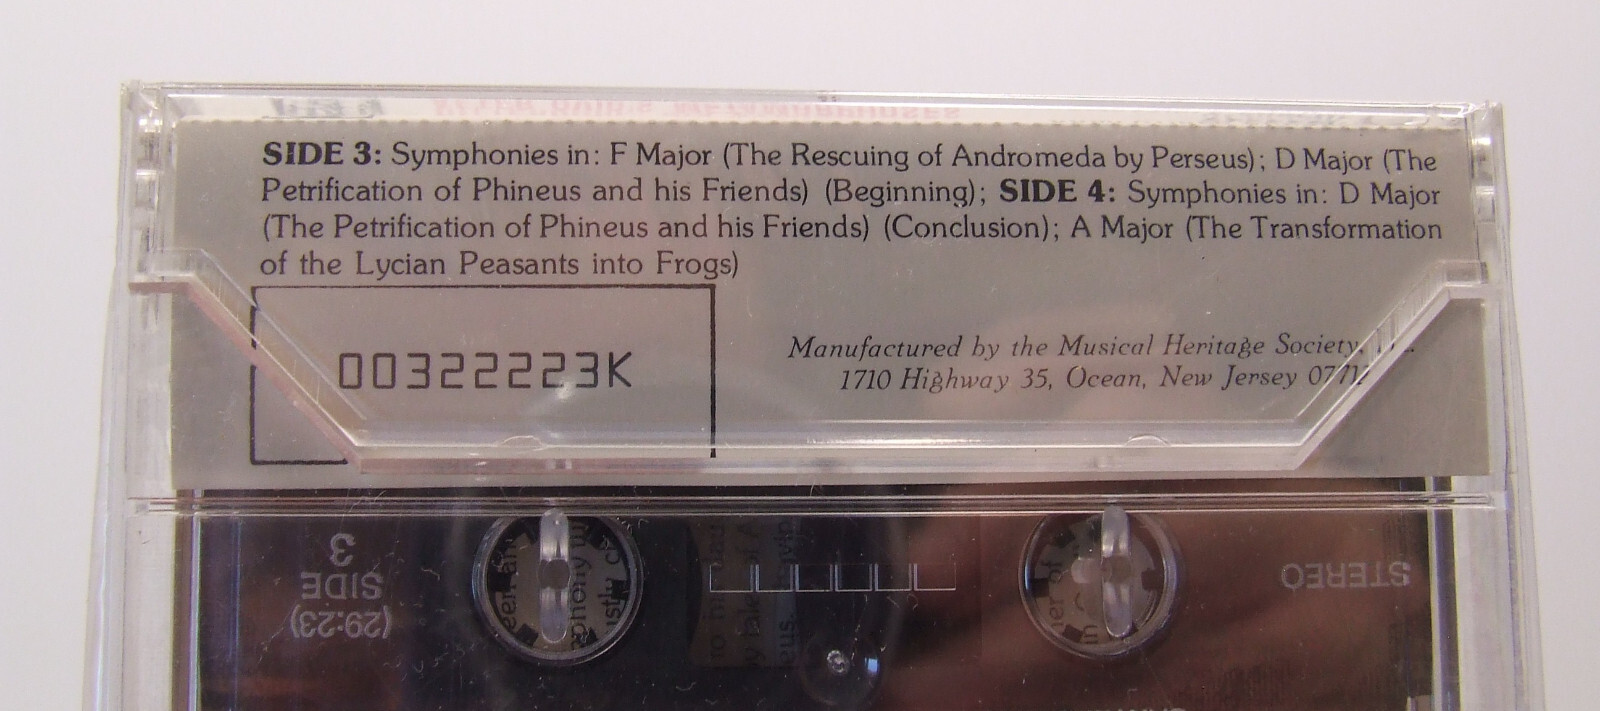 SIDE 3: Symphonies in: F Major (The Rescuing of Andromeda by Perseus); D Major (The
Petrification of Phineus and his Friends) (Beginning); SIDE 4: Symphonies in: D Major
(The Petrification of Phineus and his Friends) (Conclusion); A Major (The Transformation
of the Lycian Peasants into Frogs)
00322223K
Manufactured by the Musical Heritage Society,
1710 Highway 35, Ocean, New Jersey
STEREO
SIDE
3
(29:23)